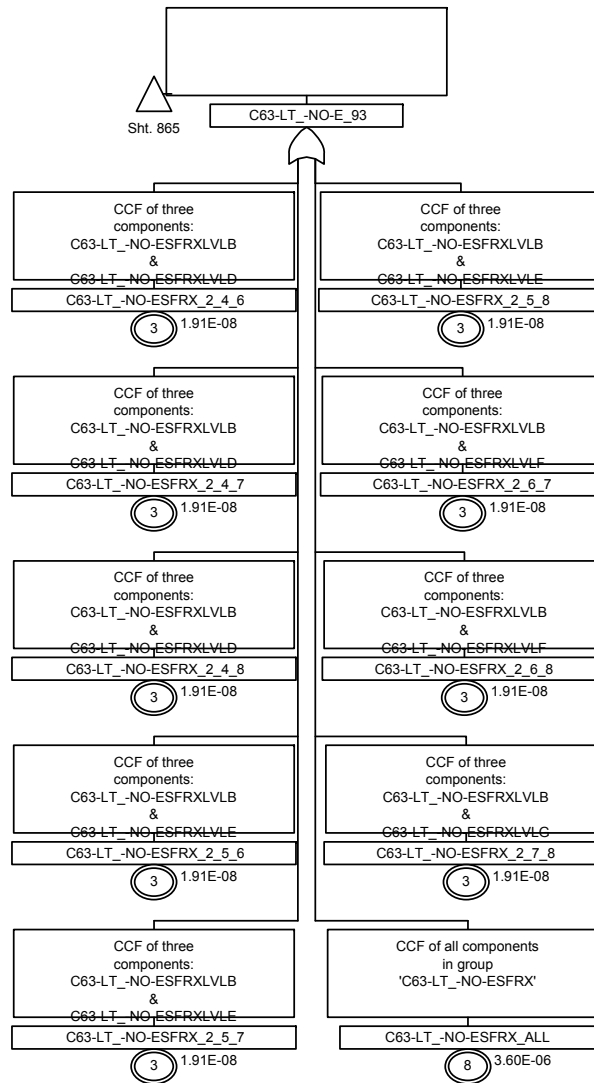 Sht. 865
C63-LT_-NO-E_93
CCF of three
components:
C63-LT_-NO-ESFRXLVLB
&
C63-LT_-NO-ESFRXLVLD
C63-LT_-NO-ESFRX_2_4_6
3
1.91E-08
CCF of three
components:
C63-LT_-NO-ESFRXLVLB
&
C63-LT_-NO-ESFRXLVLE
C63-LT_-NO-ESFRX_2_5_8
3
1.91E-08
CCF of three
components:
C63-LT_-NO-ESFRXLVLB
&
C63-LT_-NO-ESFRXLVLD
C63-LT_-NO-ESFRX_2_4_7
3
1.91E-08
CCF of three
components:
C63-LT_-NO-ESFRXLVLB
&
C63-LT_-NO-ESFRXLVLF
C63-LT_-NO-ESFRX_2_6_7
3
1.91E-08
CCF of three
components:
C63-LT_-NO-ESFRXLVLB
&
C63-LT_-NO-ESFRXLVLD
C63-LT_-NO-ESFRX_2_4_8
3
1.91E-08
CCF of three
components:
C63-LT_-NO-ESFRXLVLB
&
C63-LT_-NO-ESFRXLVLF
C63-LT_-NO-ESFRX_2_6_8
3
1.91E-08
CCF of three
components:
C63-LT_-NO-ESFRXLVLB
&
C63-LT_-NO-ESFRXLVLE
C63-LT_-NO-ESFRX_2_5_6
3
1.91E-08
CCF of three
components:
C63-LT_-NO-ESFRXLVLB
&
C63-LT_-NO-ESFRXLVLG
C63-LT_-NO-ESFRX_2_7_8
3
1.91E-08
CCF of three
components:
C63-LT_-NO-ESFRXLVLB
&
C63-LT_-NO-ESFRXLVLE
C63-LT_-NO-ESFRX_2_5_7
3
1.91E-08
CCF of all components
in group
'C63-LT_-NO-ESFRX'
C63-LT_-NO-ESFRX_ALL
8
3.60E-06